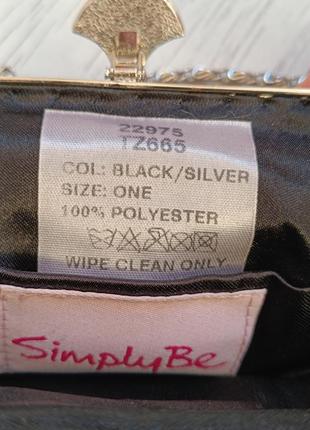 22975
TZ665
COL: BLACK/SILVER
SIZE: ONE
100% POLYESTER
WIPE CLEAN ONLY
SimplyBe